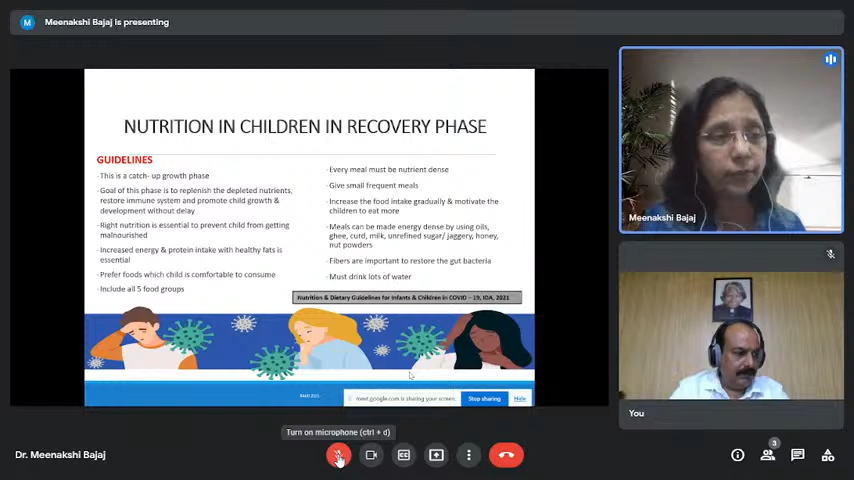 M Meenakshi Bajaj is presenting
NUTRITION IN CHILDREN IN RECOVERY PHASE
GUIDELINES
This is a catch- up growth phase
Goal of this phase is to replenish the depleted nutrients,
restore immune system and promote child growth &
development without delay
Right nutrition is essential to prevent child from getting
malnourished
Increased energy & protein intake with healthy fats is
essential
Prefer foods which child is comfortable to consume
Include all 5 food groups
Every meal must be nutrient dense
Give small frequent meals
Increase the food intake gradually & motivate the
children to eat more
Meals can be made energy dense by using oils,
ghee, curd, milk, unrefined sugar/ jaggery, honey,
nut powders
Fibers are important to restore the gut bacteria
Must drink lots of water
Nutrition & Dietary Guidelines for Infants & Children in COVID – 19, IDA, 2021
meet.google.com is sharing your screen.
Stop sharing
Hide
Meenakshi Bajaj
You
Turn on microphone (ctrl + d)
Dr. Meenakshi Bajaj
3